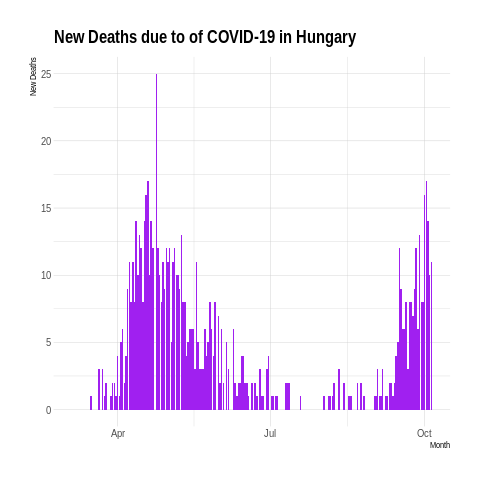 New Deaths due to of COVID-19 in Hungary
New Deaths
25
20
15
10
5
0
Apr
Jul
Oct
Month